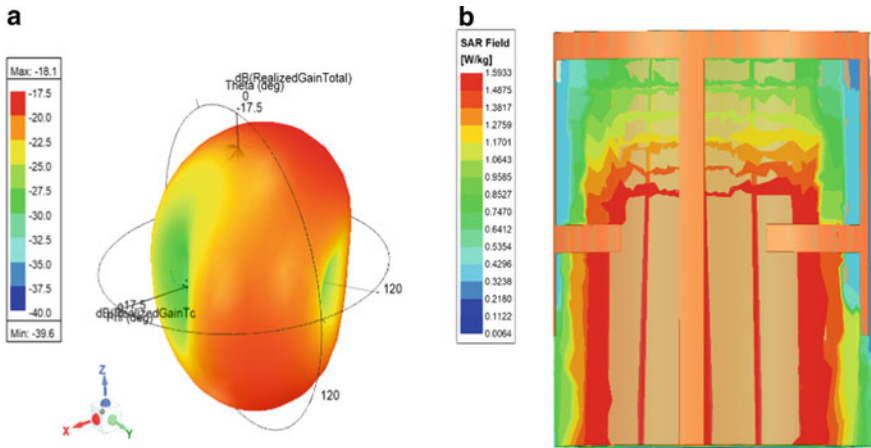 a
Max: -18.1
-17.5
-20.0
-22.5
-25.0
-27.5
-30.0
-32.5
-35.0
-37.5
-40.0
Min: -39.6
dB(RealizedGainTotal)
Theta (deg)
0
-17.5
120
-17.5
(deg)
120
Z
X
Y
b
SAR Field
[W/kg]
1.5933
1.4875
1.3817
1.2759
1.1701
1.0643
0.9585
0.8527
0.7470
0.6412
0.5354
0.4296
0.3238
0.2180
0.1122
0.0064